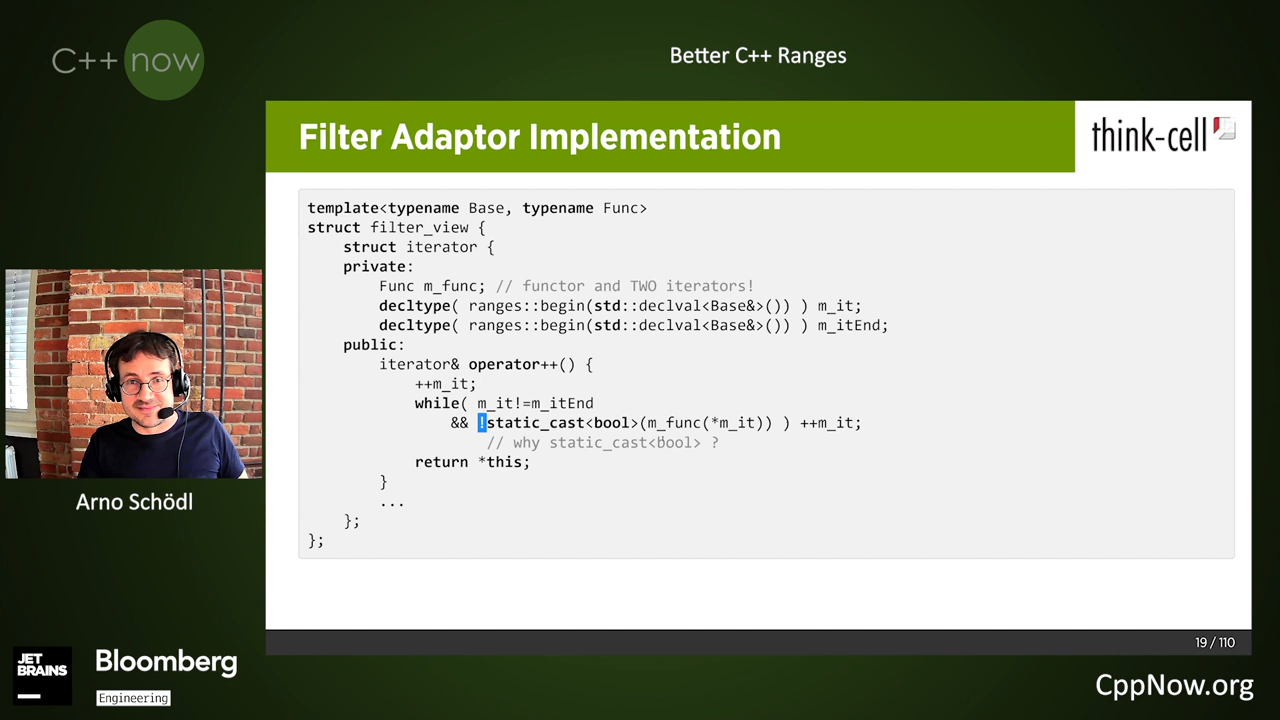 C++ now
Better C++ Ranges
Filter Adaptor Implementation
think-cell
template<typename Base, typename Func>
struct filter_view {
struct iterator {
private:
Func m_func; // functor and TWO iterators!
decltype( ranges::begin(std::declval<Base&>()) ) m_it;
decltype( ranges::begin(std::declval<Base&>()) ) m_itEnd;
public:
iterator& operator++() {
++m_it;
while( m_it!=m_itEnd
&& !static_cast<bool>(m_func(*m_it)) ) ++m_it;
// why static_cast<bool> ?
return *this;
}
...
};
};
Arno Schödl
19 / 110
JET
BRAINS
Bloomberg
Engineering
CppNow.org